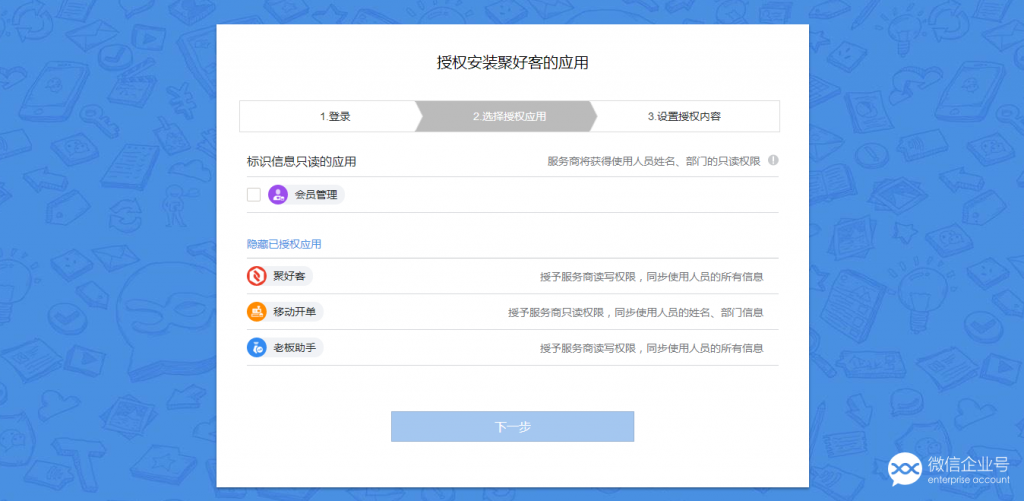 授权安装聚好客的应用
1.登录
2.选择授权应用
3.设置授权内容
标识信息只读的应用
服务商将获得使用人员姓名、部门的只读权限
会员管理
隐藏已授权应用
聚好客
授予服务商读写权限，同步使用人员的所有信息
移动开单
授予服务商只读权限，同步使用人员的姓名、部门信息
老板助手
授予服务商读写权限，同步使用人员的所有信息
下一步
微信企业号
enterprise account